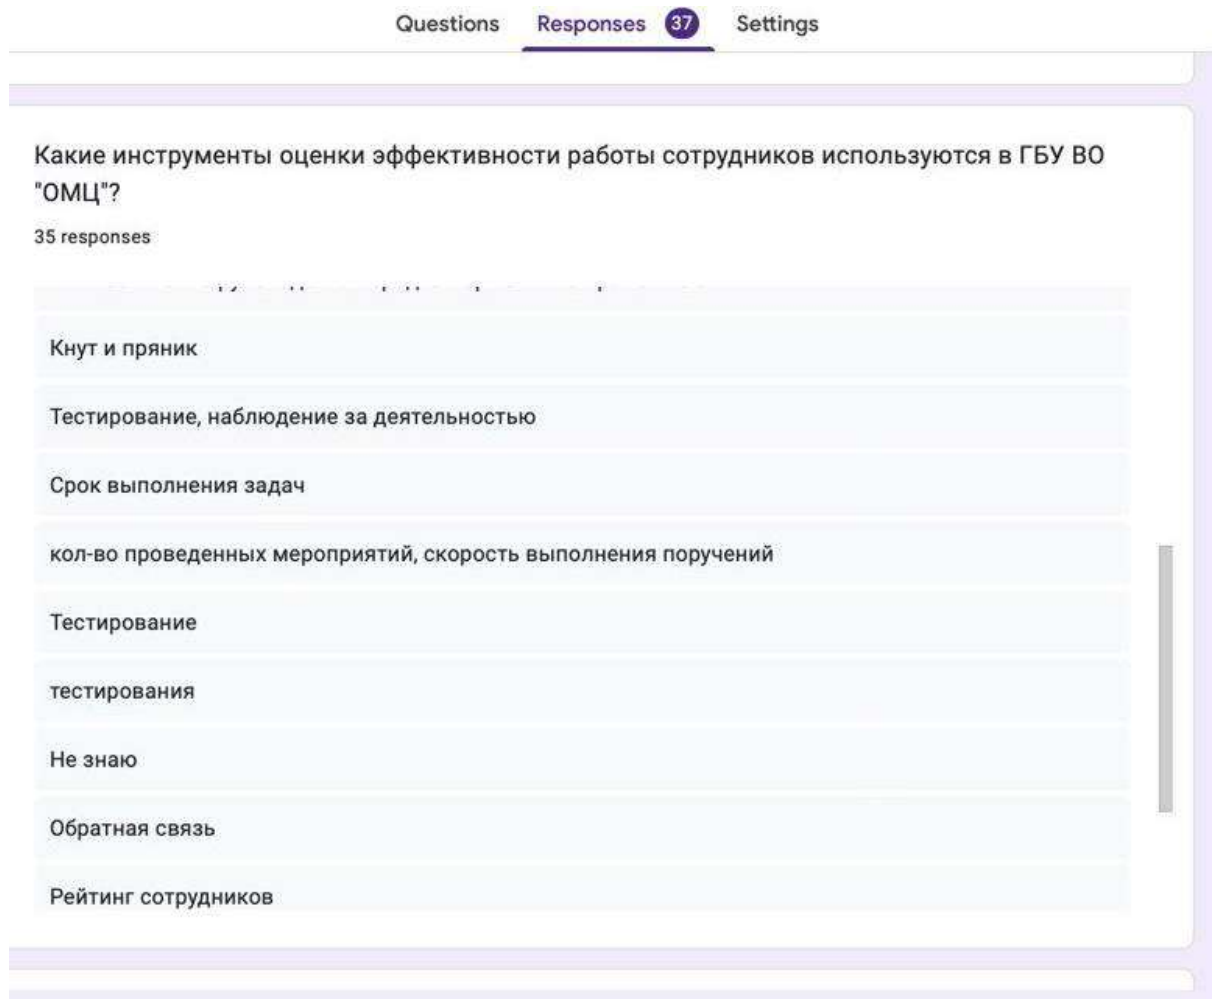 Questions Responses 37 Settings
Какие инструменты оценки эффективности работы сотрудников используются в ГБУ ВО
"ОМЦ"?
35 responses
Кнут и пряник
Тестирование, наблюдение за деятельностью
Срок выполнения задач
кол-во проведенных мероприятий, скорость выполнения поручений
Тестирование
тестирования
Не знаю
Обратная связь
Рейтинг сотрудников